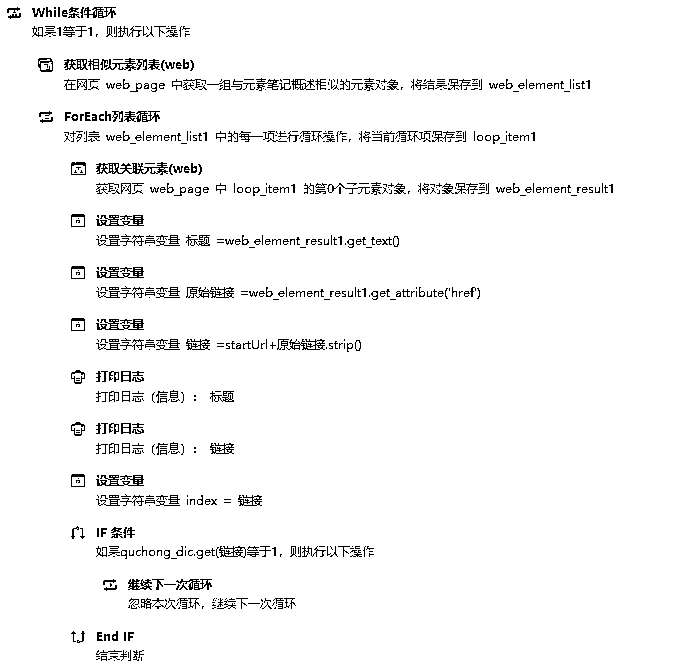 While条件循环
如果1等于1，则执行以下操作
获取相似元素列表(web)
在网页 web_page 中获取一组与元素笔记概述相似的元素对象，将结果保存到 web_element_list1
ForEach列表循环
对列表 web_element_list1 中的每一项进行循环操作，将当前循环项保存到 loop_item1
获取关联元素(web)
获取网页 web_page 中 loop_item1 的第0个子元素对象，将对象保存到 web_element_result1
设置变量
设置字符串变量 标题 =web_element_result1.get_text()
设置变量
设置字符串变量 原始链接 =web_element_result1.get_attribute('href')
设置变量
设置字符串变量 链接 =startUrl+原始链接.strip()
打印日志
打印日志（信息）： 标题
打印日志
打印日志（信息）： 链接
设置变量
设置字符串变量 index = 链接
IF 条件
如果quchong_dic.get(链接)等于1，则执行以下操作
继续下一次循环
忽略本次循环，继续下一次循环
End IF
结束判断